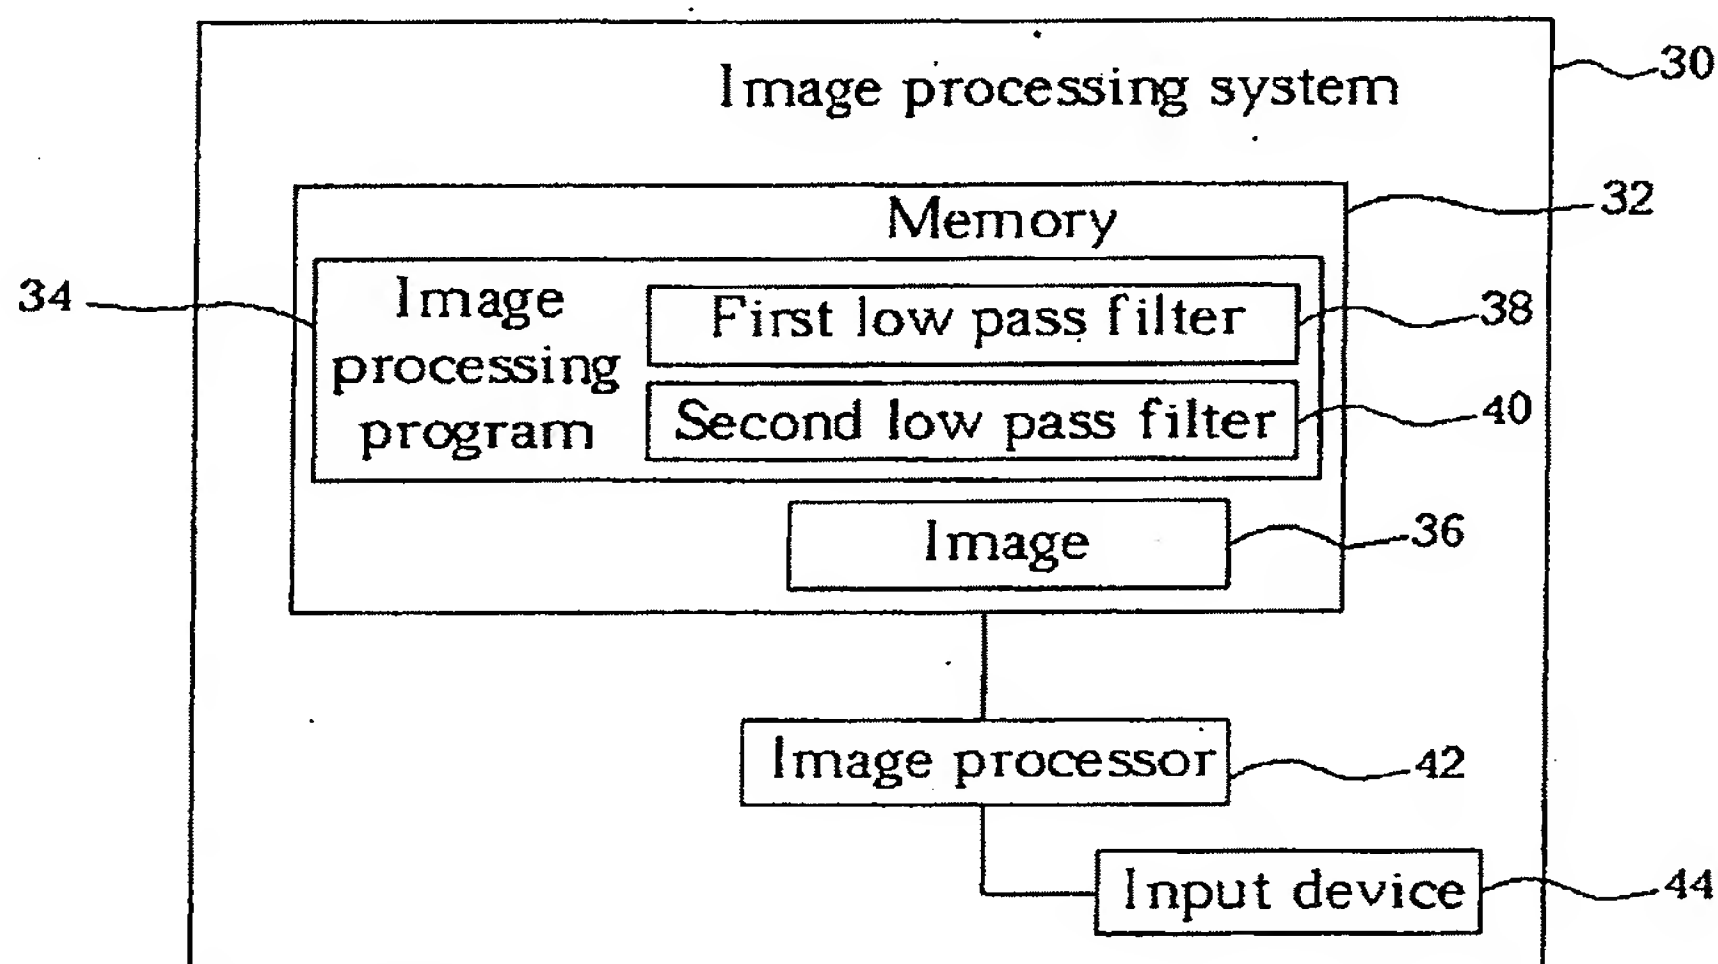 Image processing system
30
Memory
32
34
Image
processing
program
First low pass filter
38
Second low pass filter
40
Image
36
Image processor
42
Input device
44